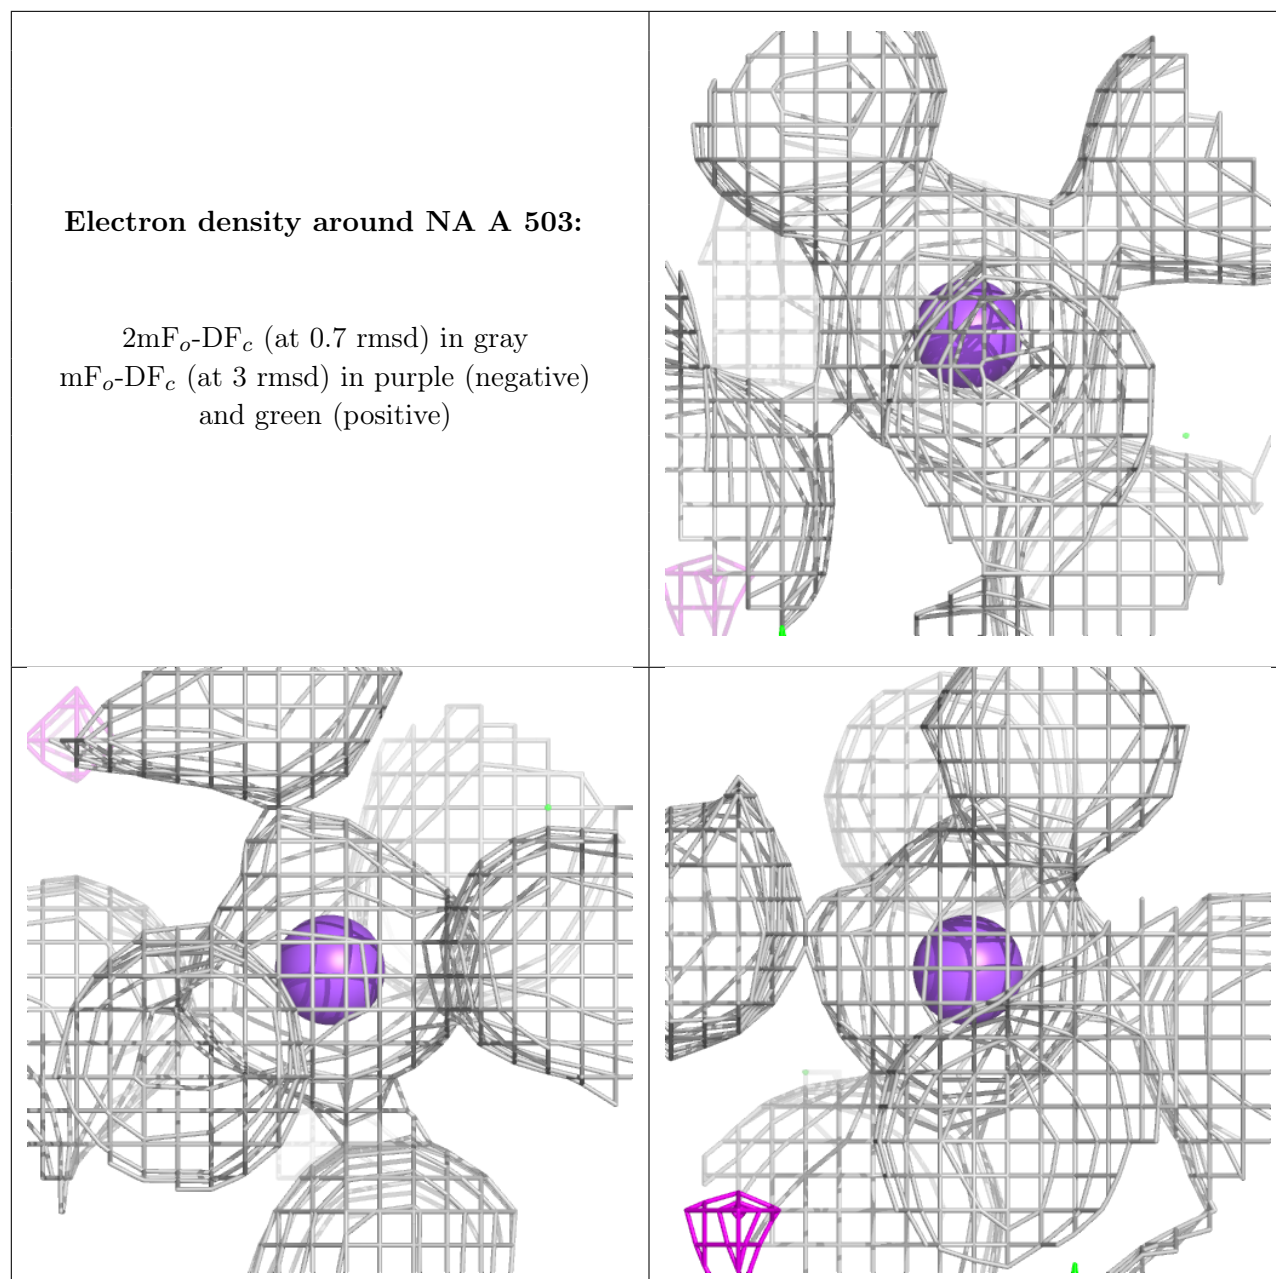 Electron density around NA A 503:
2mFₒ-DF𝒸 (at 0.7 rmsd) in gray
mFₒ-DF𝒸 (at 3 rmsd) in purple (negative)
and green (positive)